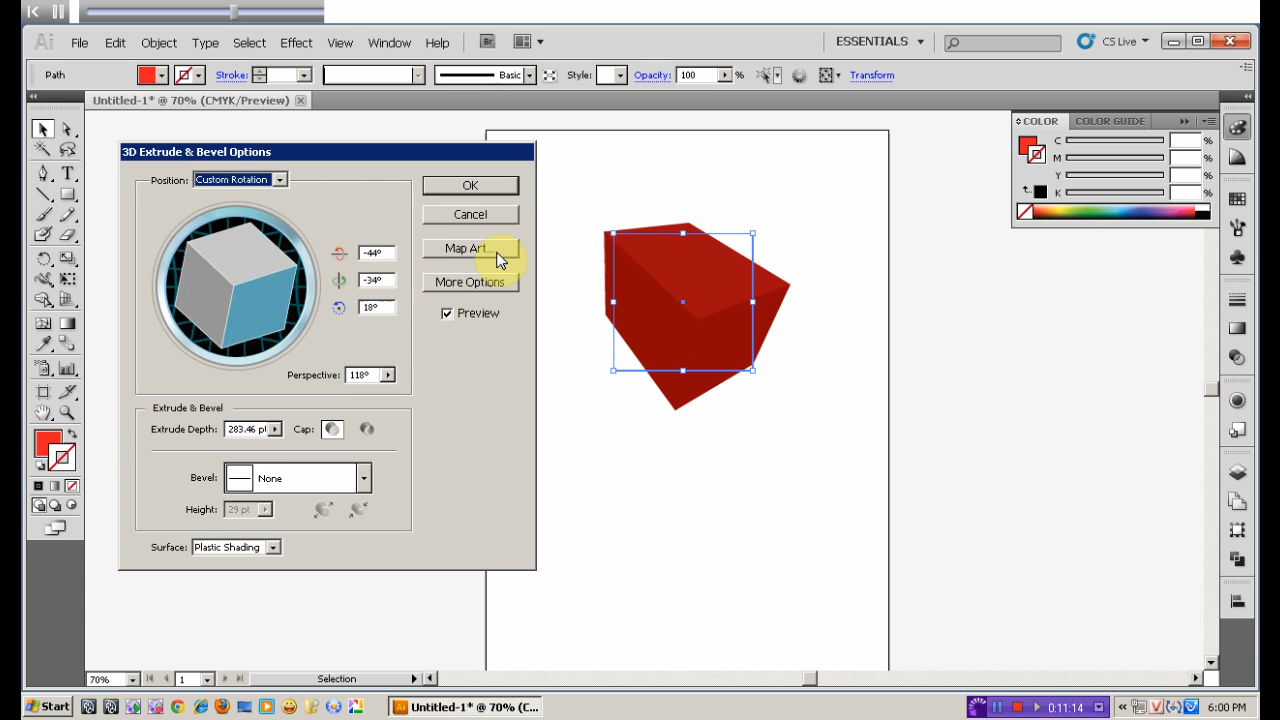 Ai File Edit Object Type Select Effect View Window Help Br ESSENTIALS CS Live
Path Stroke: Basic Style: Opacity: 100 % Transform
Untitled-1* @ 70% (CMYK/Preview)
COLOR COLOR GUIDE
C %
M %
Y %
K %
3D Extrude & Bevel Options
Position: Custom Rotation
OK
Cancel
Map Art...
More Options
Preview
-44°
-34°
18°
Perspective: 118°
Extrude & Bevel
Extrude Depth: 283.46 pt Cap:
Bevel: None
Height: 29 pt
Surface: Plastic Shading
70% 1 Selection
Start Untitled-1* @ 70% (C... 0:11:14 6:00 PM